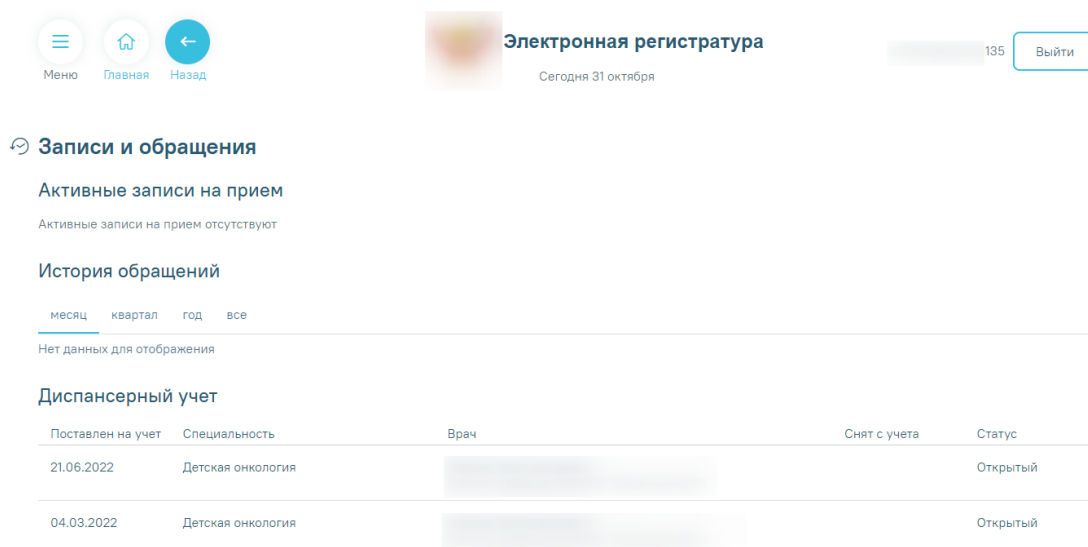 Электронная регистратура
135
Выйти
Меню Главная Назад
Сегодня 31 октября
Записи и обращения
Активные записи на прием
Активные записи на прием отсутствуют
История обращений
месяц квартал год все
Нет данных для отображения
Диспансерный учет
Поставлен на учет Специальность Врач Снят с учета Статус
21.06.2022 Детская онкология Открытый
04.03.2022 Детская онкология Открытый